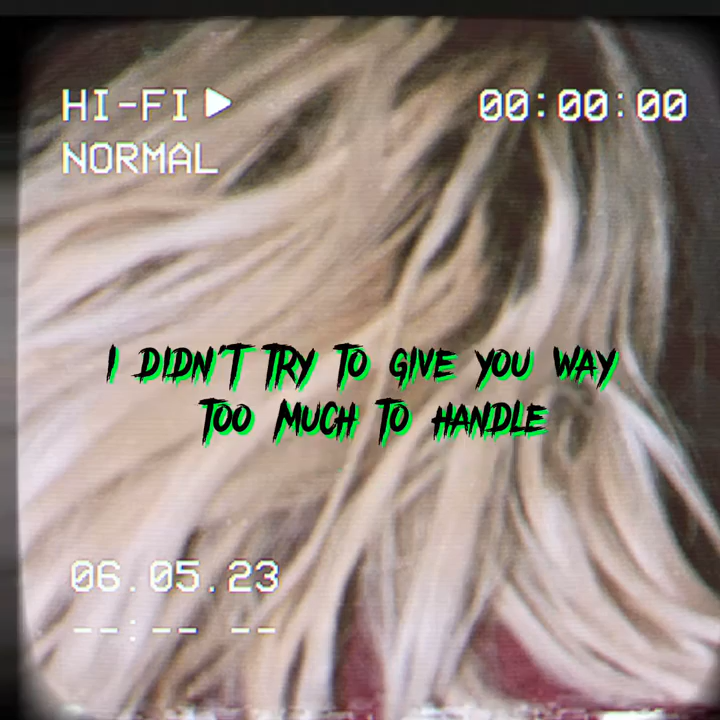 HI-FI ▶ 00:00:00
NORMAL
I DIDN'T TRY TO GIVE YOU WAY
TOO MUCH TO HANDLE
06.05.23
--:-- --